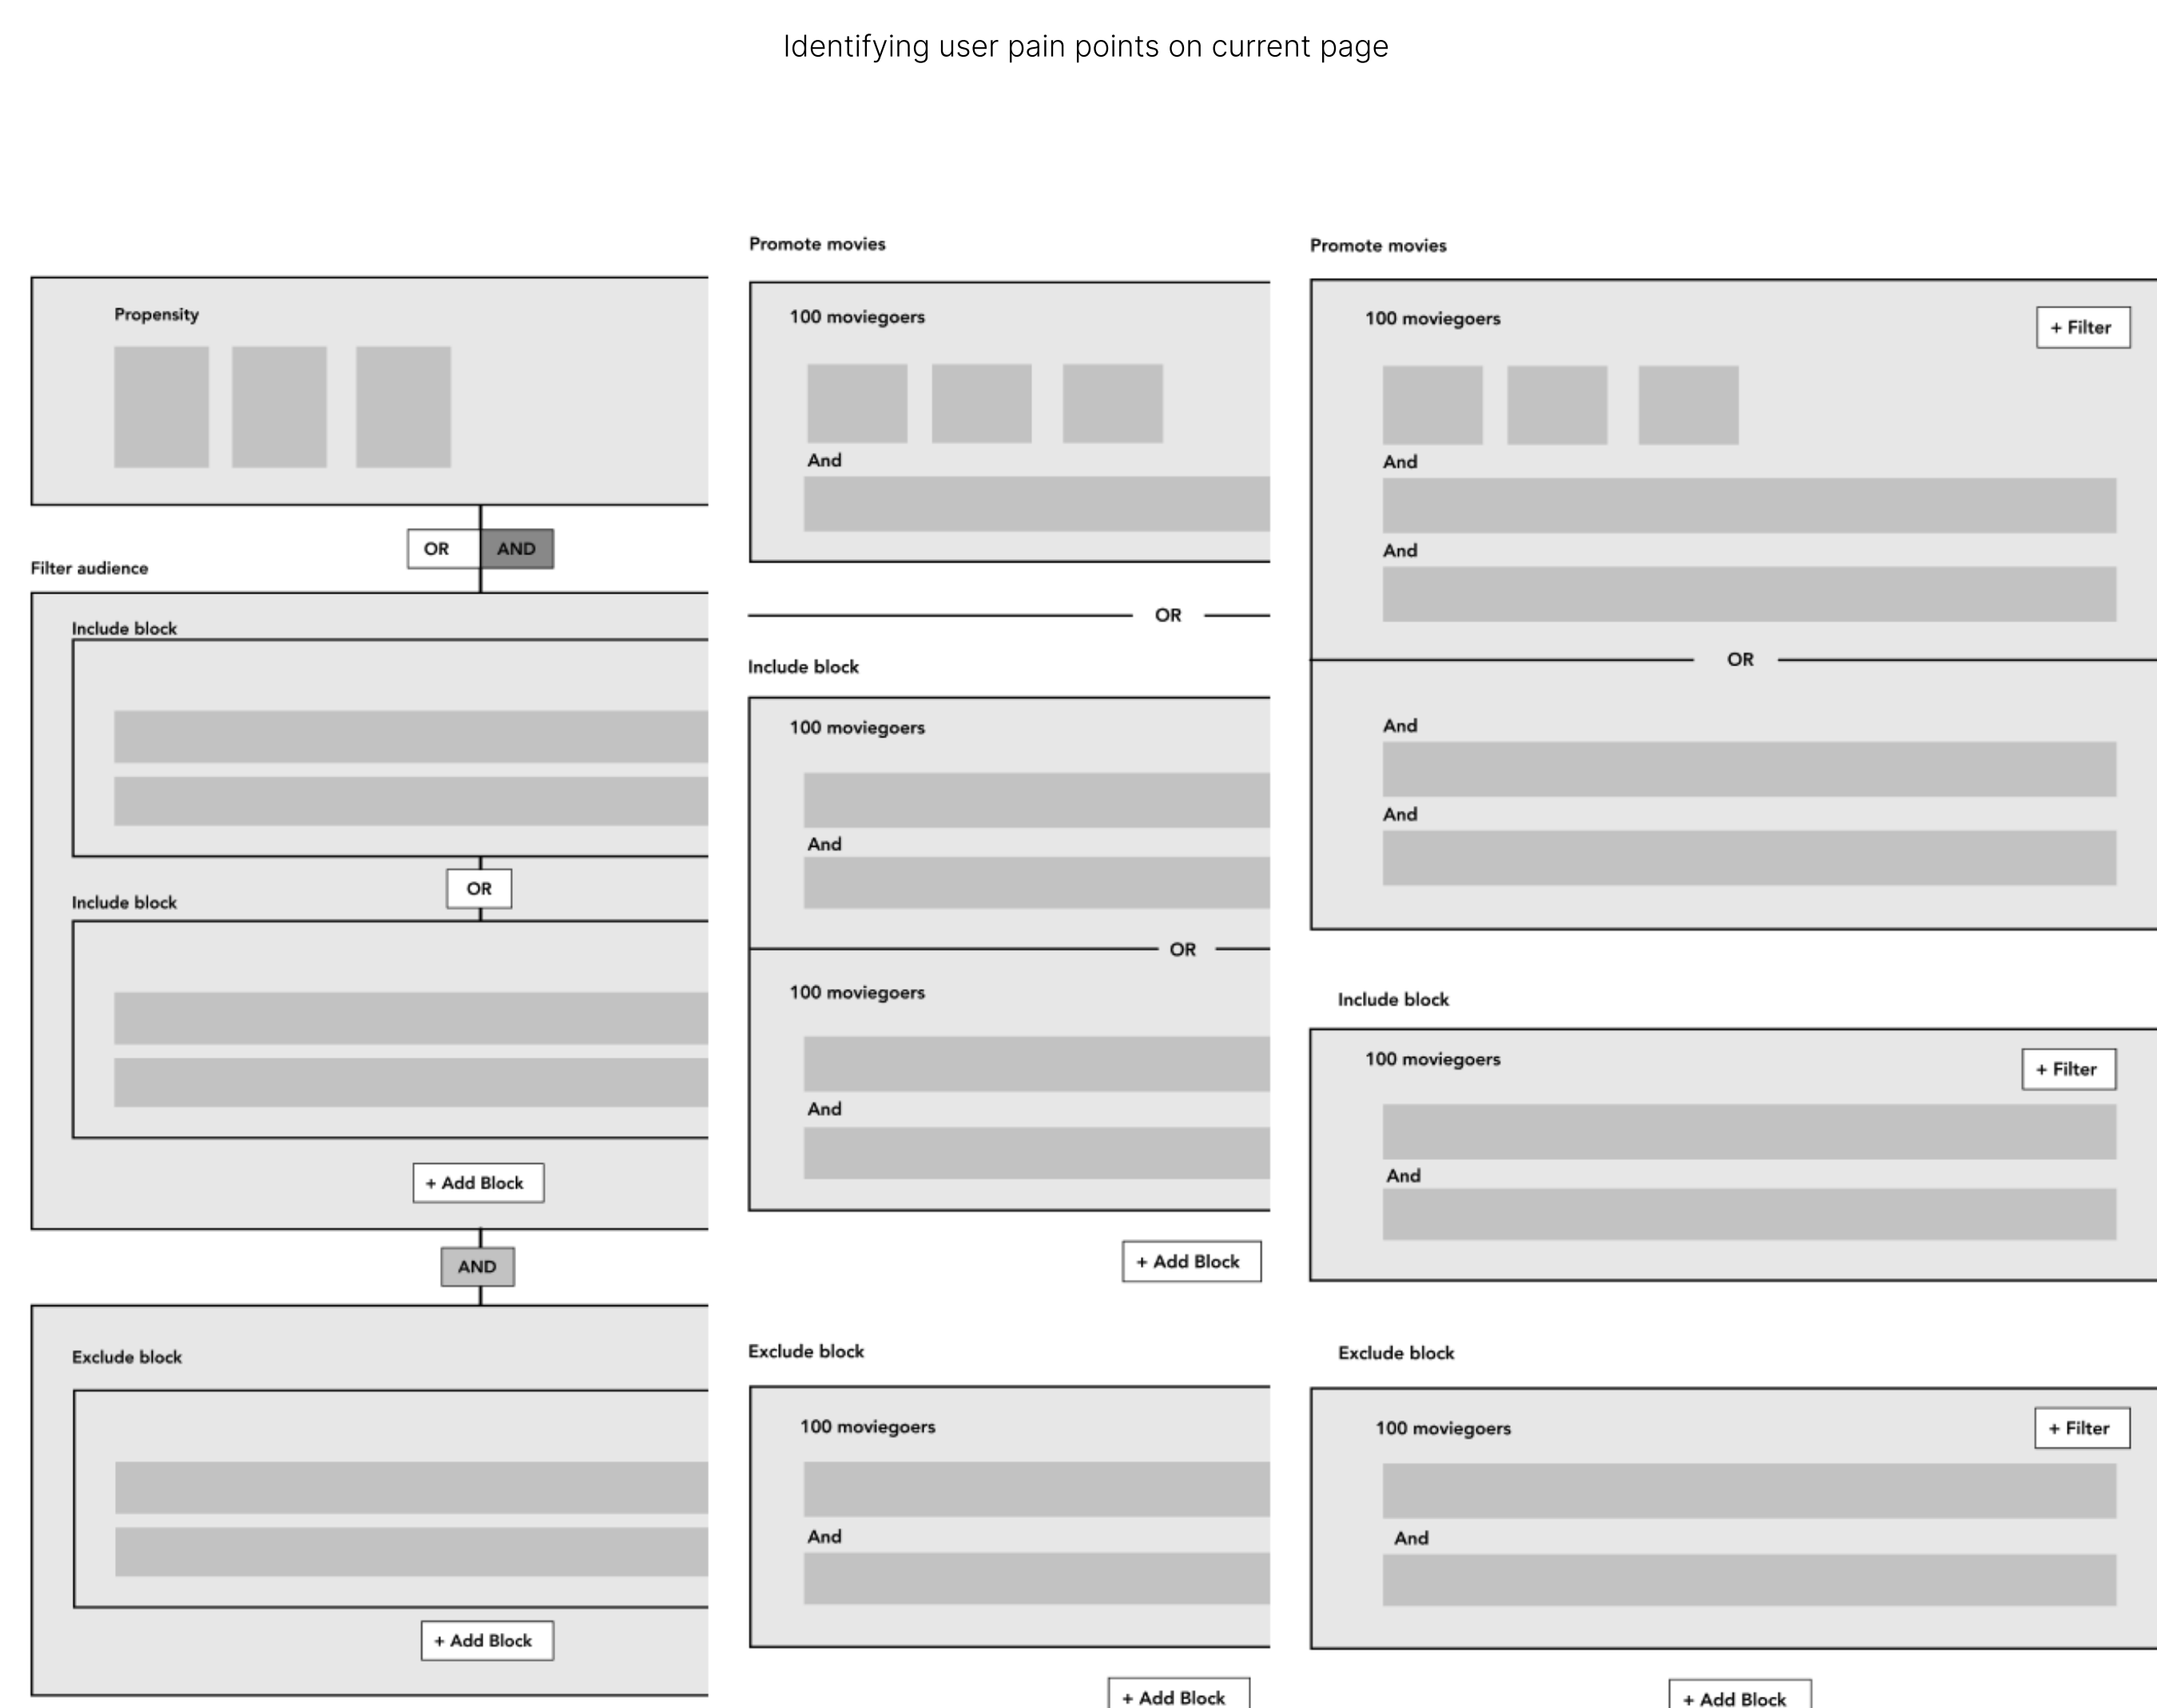 Identifying user pain points on current page
Propensity
OR AND
Filter audience
Include block
OR
Include block
+ Add Block
AND
Exclude block
+ Add Block
Promote movies
100 moviegoers
And
OR
Include block
100 moviegoers
And
OR
100 moviegoers
And
+ Add Block
Exclude block
100 moviegoers
And
+ Add Block
Promote movies
100 moviegoers
+ Filter
And
And
OR
And
And
Include block
100 moviegoers
+ Filter
And
Exclude block
100 moviegoers
+ Filter
And
+ Add Block